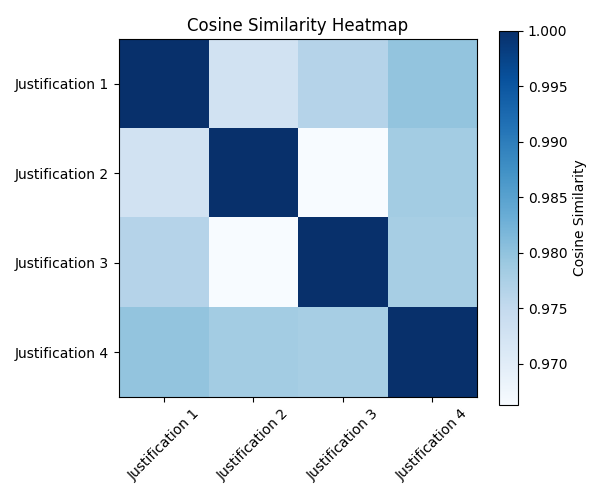 Cosine Similarity Heatmap
Justification 1
Justification 2
Justification 3
Justification 4
Justification 1
Justification 2
Justification 3
Justification 4
1.000
0.995
0.990
0.985
0.980
0.975
0.970
Cosine Similarity